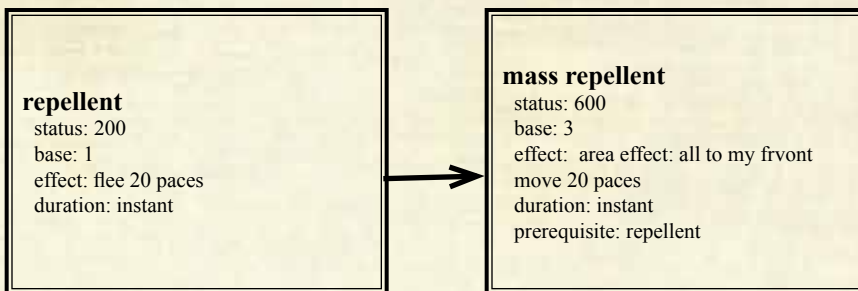 repellent
status: 200
base: 1
effect: flee 20 paces
duration: instant
mass repellent
status: 600
base: 3
effect:  area effect: all to my frvont
move 20 paces
duration: instant
prerequisite: repellent